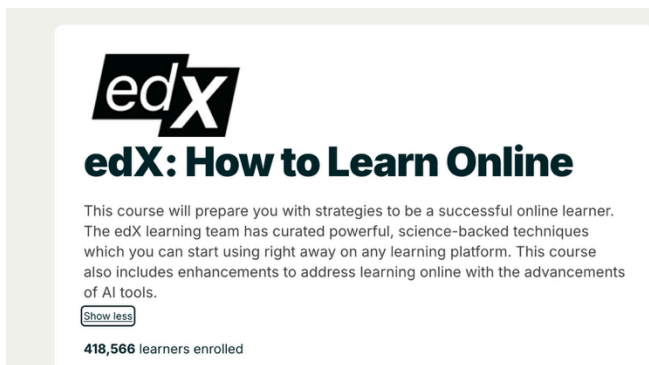 edX
edX: How to Learn Online
This course will prepare you with strategies to be a successful online learner.
The edX learning team has curated powerful, science-backed techniques
which you can start using right away on any learning platform. This course
also includes enhancements to address learning online with the advancements
of AI tools.
Show less
418,566 learners enrolled